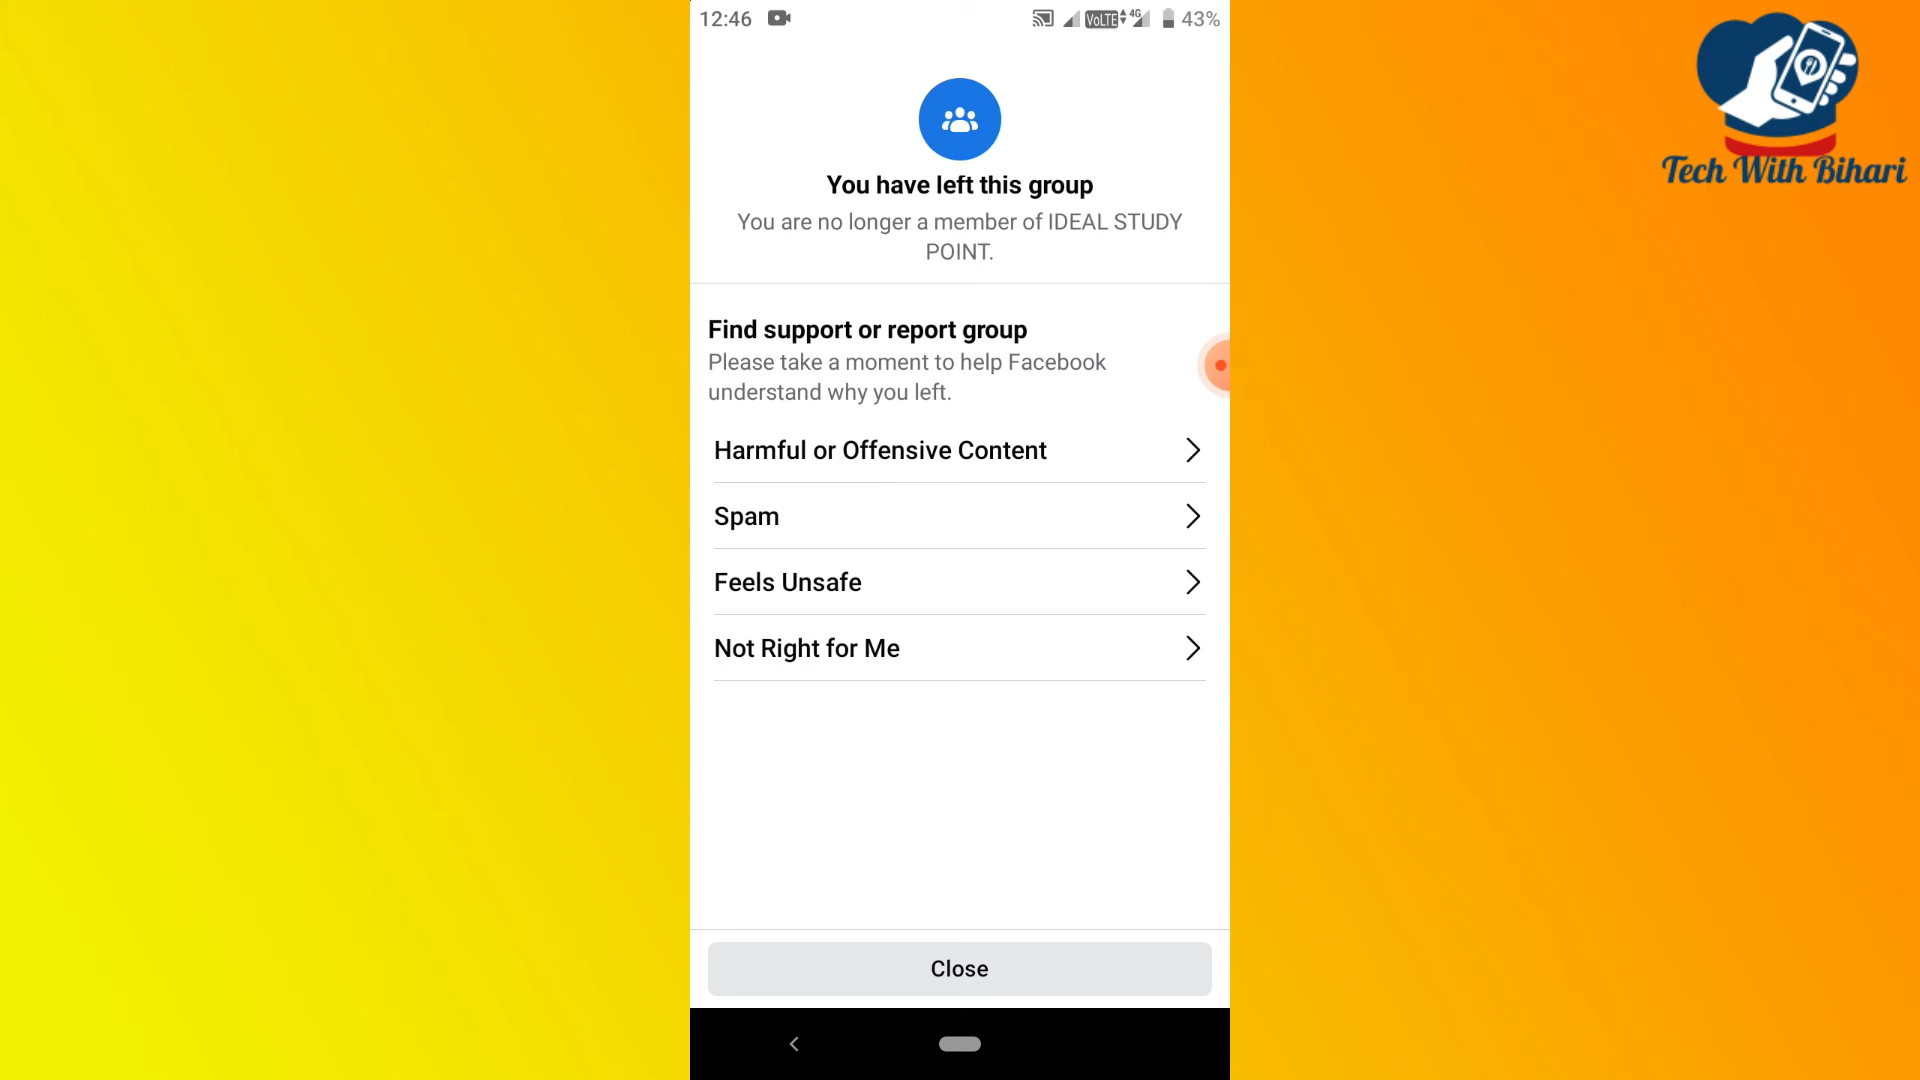 12:46
VoLTE 4G 43%
Tech With Bihari
You have left this group
You are no longer a member of IDEAL STUDY
POINT.
Find support or report group
Please take a moment to help Facebook
understand why you left.
Harmful or Offensive Content
Spam
Feels Unsafe
Not Right for Me
Close